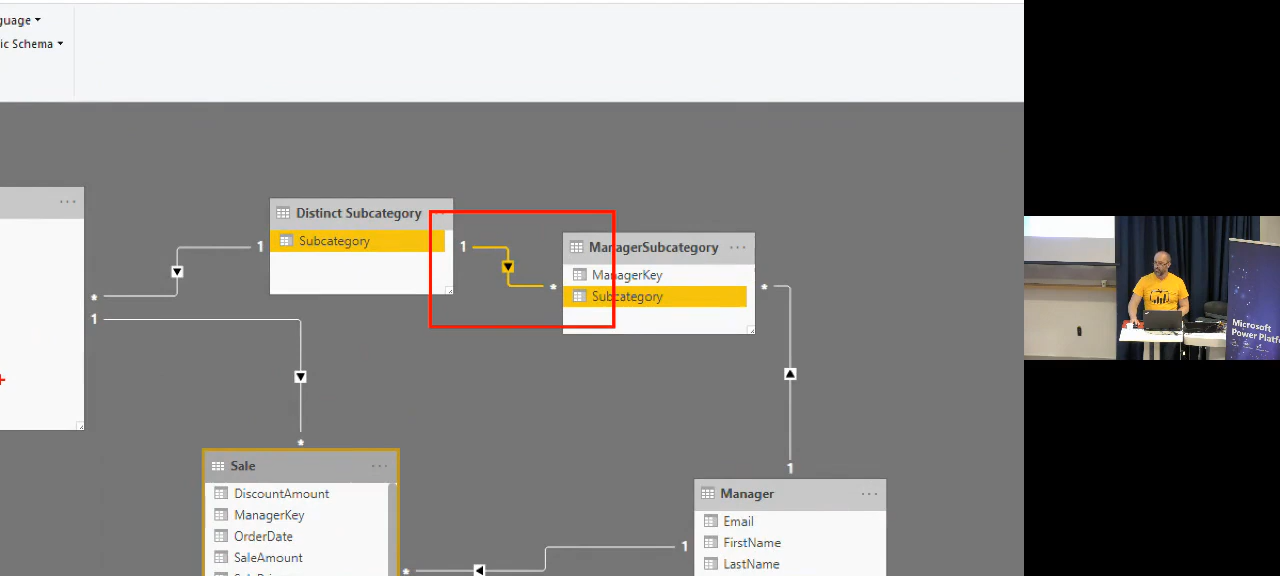 guage
ic Schema
Distinct Subcategory
Subcategory
1
1
*
1
*
ManagerSubcategory
ManagerKey
Subcategory
*
*
1
Sale
DiscountAmount
ManagerKey
OrderDate
SaleAmount
*
1
Manager
Email
FirstName
LastName
Microsoft
Power Platf